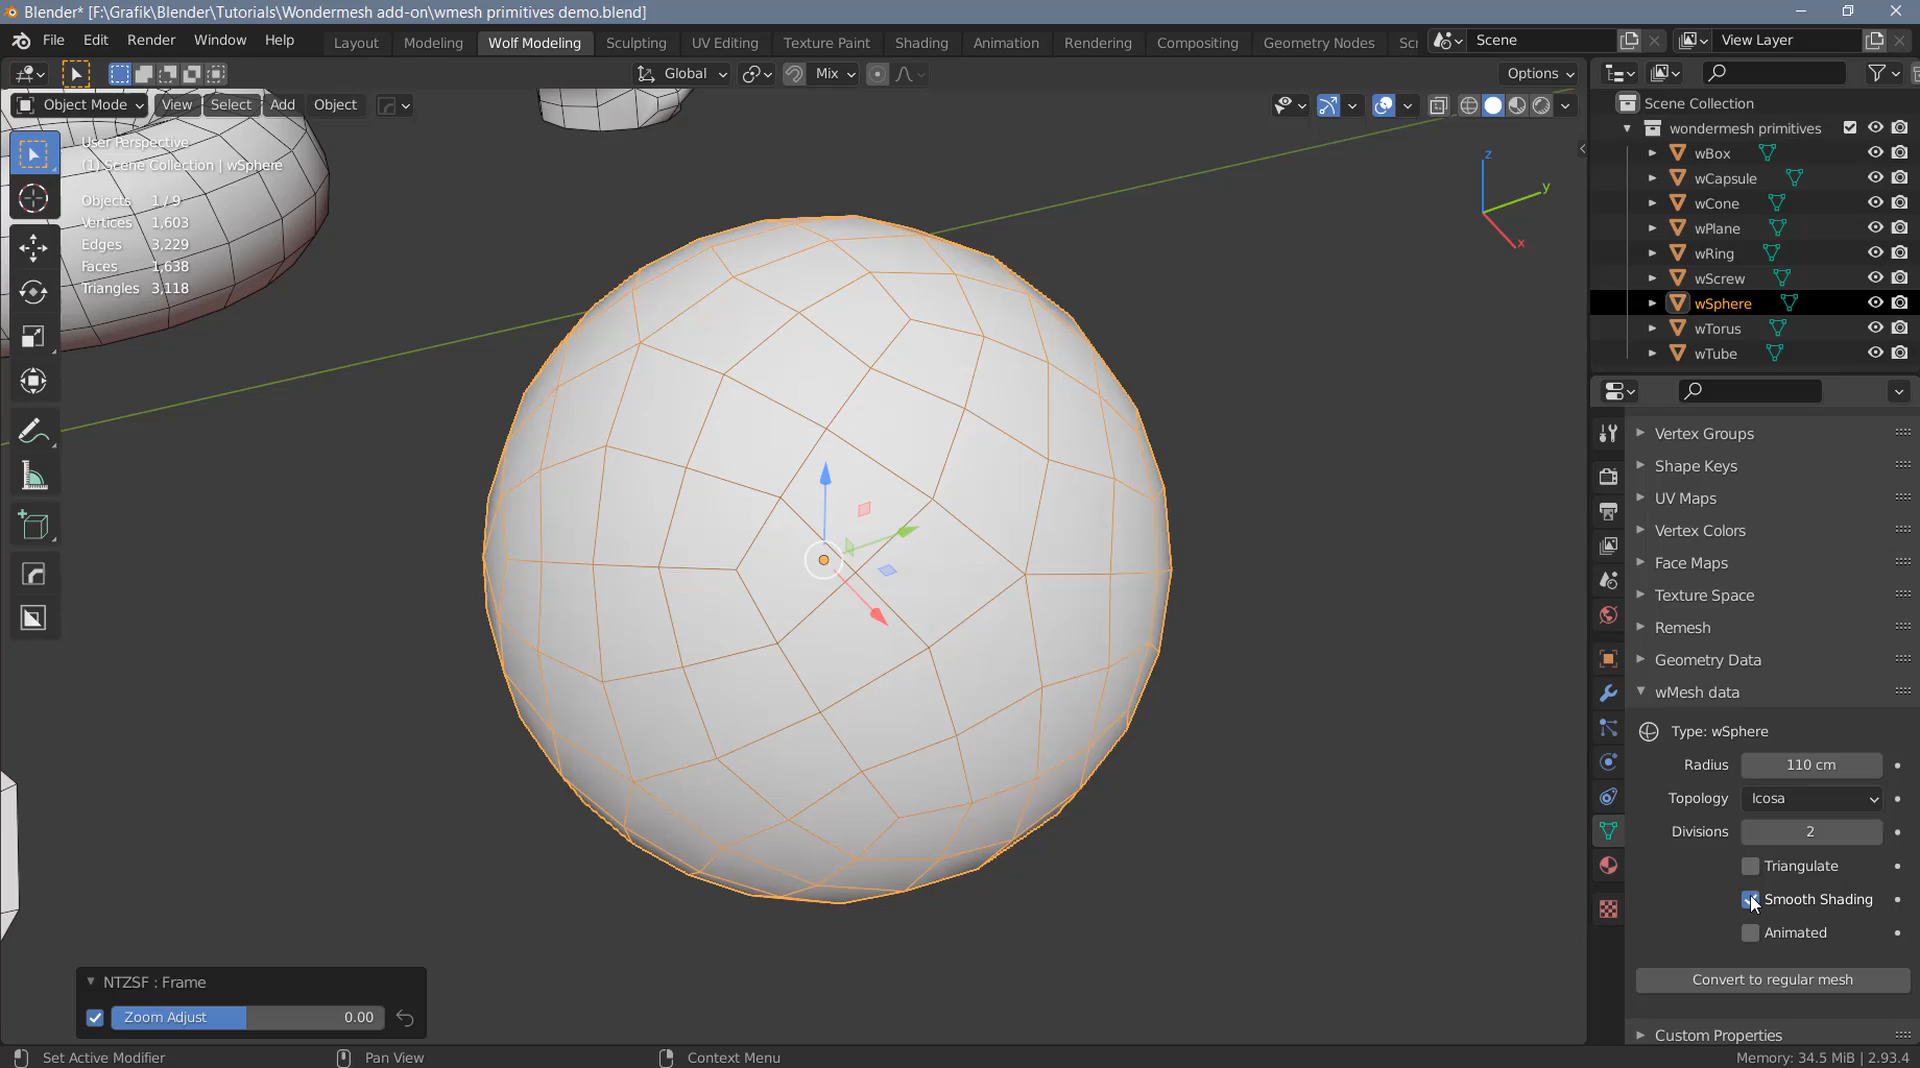 Blender* [F:\Grafik\Blender\Tutorials\Wondermesh add-on\wmesh primitives demo.blend]
File Edit Render Window Help Layout Modeling Wolf Modeling Sculpting UV Editing Texture Paint Shading Animation Rendering Compositing Geometry Nodes Sc Scene View Layer
Global Mix Options
Object Mode View Select Add Object
User Perspective
(1) Scene Collection | wSphere
Objects 1 / 9
Vertices 1,603
Edges 3,229
Faces 1,638
Triangles 3,118
z
y
x
Scene Collection
wondermesh primitives
wBox
wCapsule
wCone
wPlane
wRing
wScrew
wSphere
wTorus
wTube
Vertex Groups
Shape Keys
UV Maps
Vertex Colors
Face Maps
Texture Space
Remesh
Geometry Data
wMesh data
Type: wSphere
Radius 110 cm
Topology Icosa
Divisions 2
Triangulate
Smooth Shading
Animated
Convert to regular mesh
Custom Properties
NTZSF : Frame
Zoom Adjust 0.00
Set Active Modifier Pan View Context Menu Memory: 34.5 MiB | 2.93.4